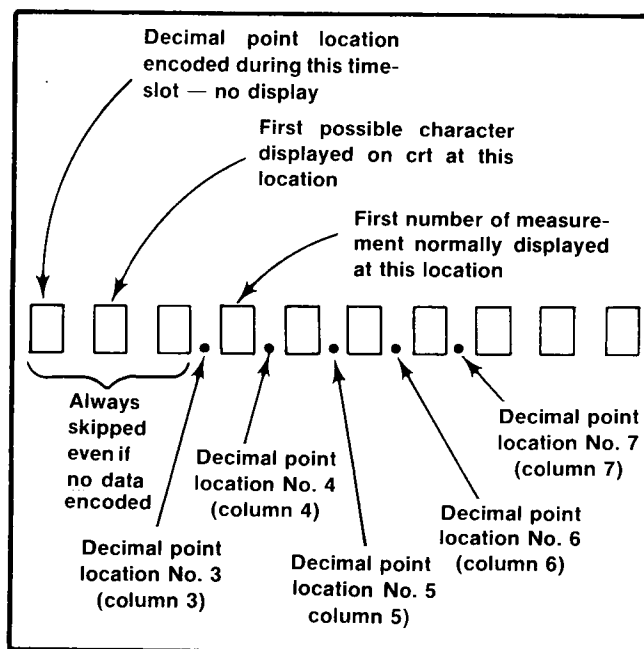 Decimal point location
encoded during this time-
slot — no display
First possible character
displayed on crt at this
location
First number of measure-
ment normally displayed
at this location
Always
skipped
even if
no data
encoded
Decimal point
location No. 3
(column 3)
Decimal point
location No. 4
(column 4)
Decimal point
location No. 5
column 5)
Decimal point
location No. 6
(column 6)
Decimal point
location No. 7
(column 7)